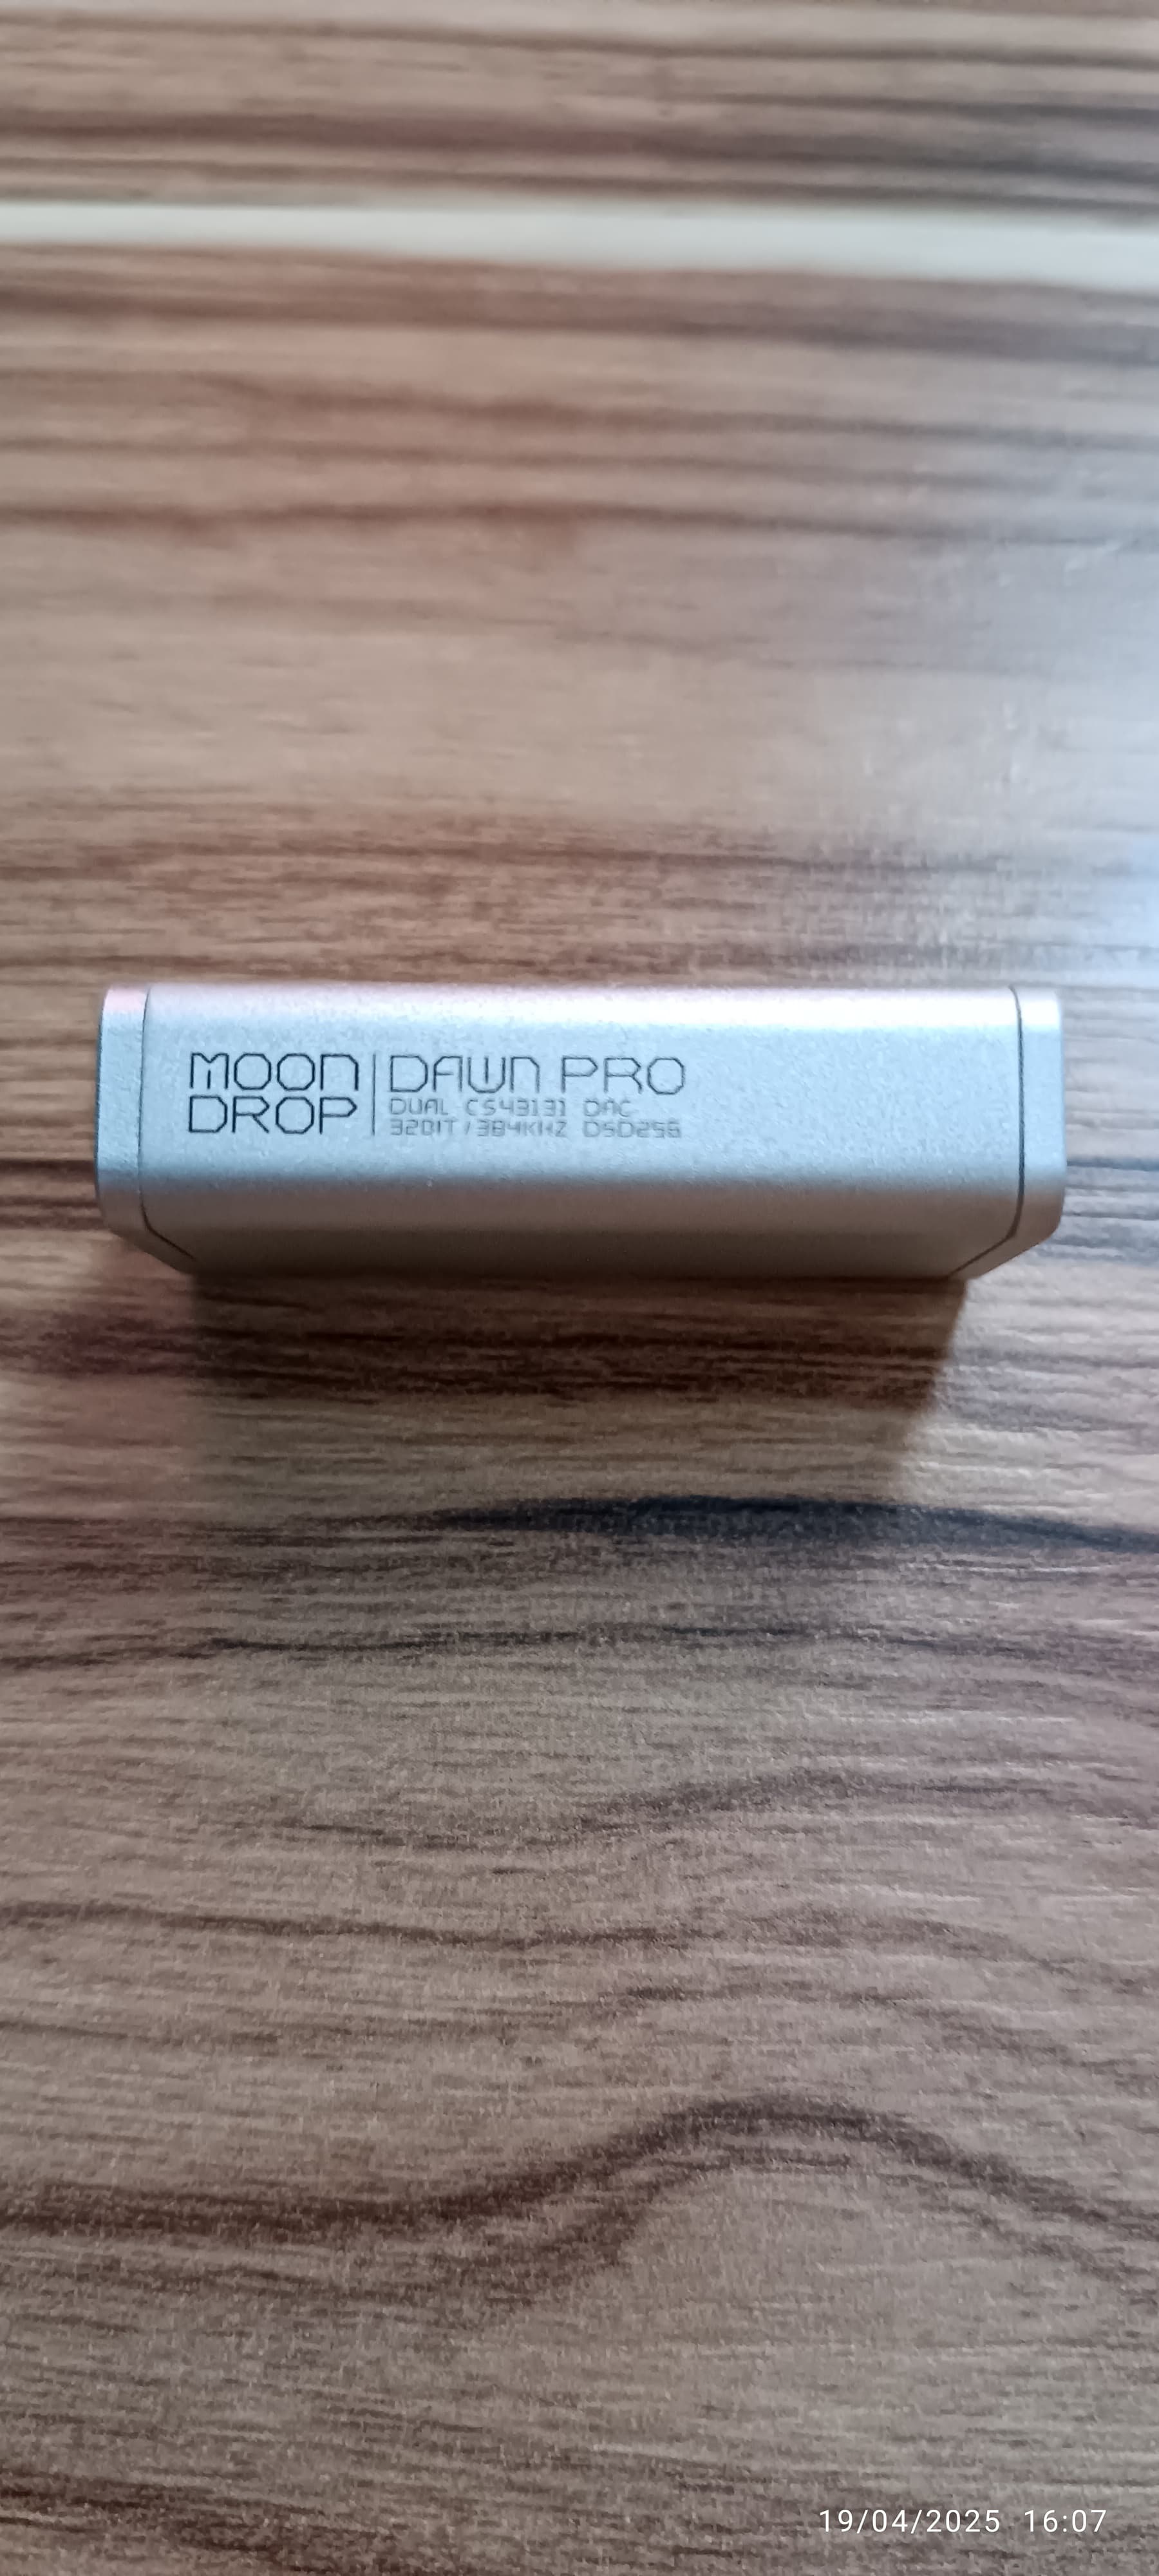 MOON
DROP
DAWN PRO
DUAL CS43131 DAC
32BIT/384KHZ DSD256
19/04/2025 16:07